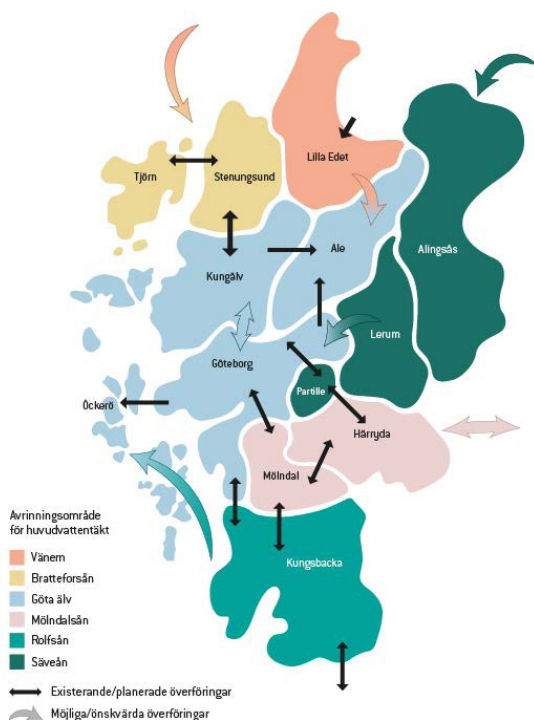 Lilla Edet
Tjörn
Stenungsund
Ale
Alingsås
Kungälv
Lerum
Göteborg
Partille
Öckerö
Härryda
Mölndal
Kungsbacka
Avrinningsområde
för huvudvattentäkt
Vänern
Bratteforsån
Göta älv
Mölndalsån
Rolfsån
Säveån
Existerande/planerade överföringar
Möjliga/önskvärda överföringar